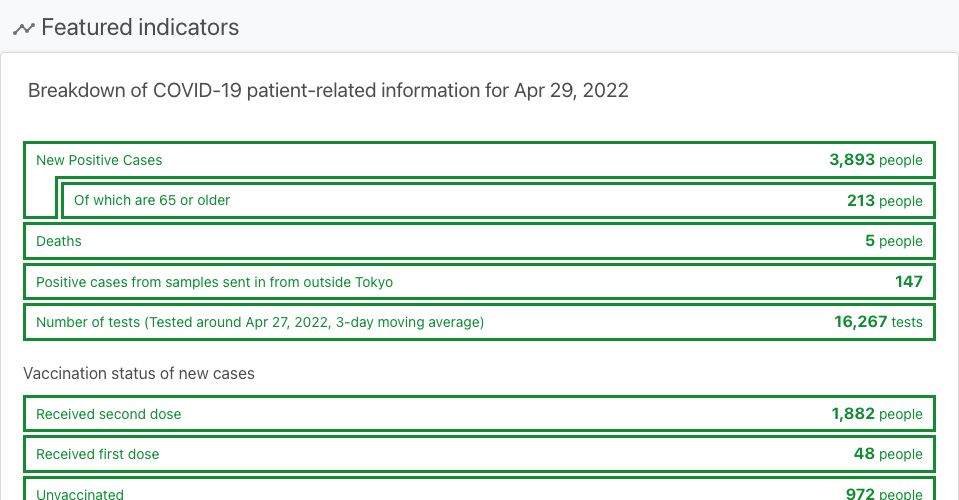 Featured indicators
Breakdown of COVID-19 patient-related information for Apr 29, 2022
New Positive Cases 3,893 people
Of which are 65 or older 213 people
Deaths 5 people
Positive cases from samples sent in from outside Tokyo 147
Number of tests (Tested around Apr 27, 2022, 3-day moving average) 16,267 tests
Vaccination status of new cases
Received second dose 1,882 people
Received first dose 48 people
Unvaccinated 972 people